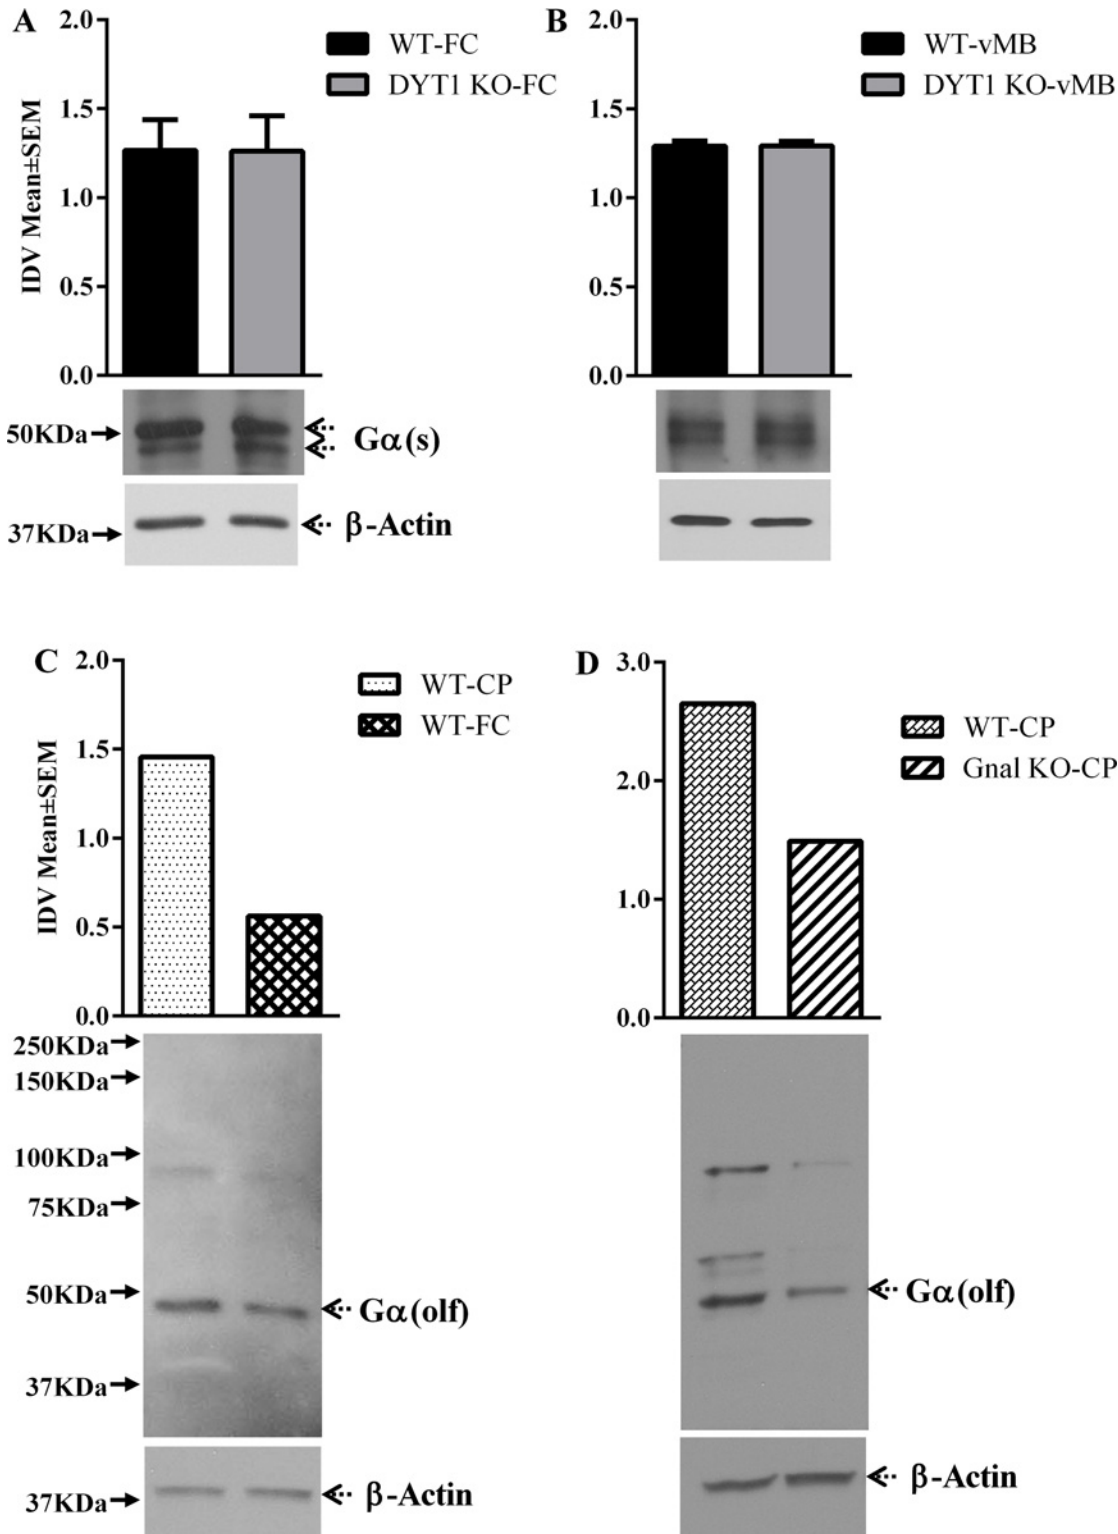 A
2.0
1.5
1.0
0.5
0.0
IDV Mean±SEM
WT-FC
DYT1 KO-FC
50KDa
Gα(s)
37KDa
β-Actin
B
2.0
1.5
1.0
0.5
0.0
WT-vMB
DYT1 KO-vMB
C
2.0
1.5
1.0
0.5
0.0
IDV Mean±SEM
WT-CP
WT-FC
250KDa
150KDa
100KDa
75KDa
50KDa
Gα(olf)
37KDa
37KDa
β-Actin
D
3.0
2.0
1.0
0.0
WT-CP
Gnal KO-CP
Gα(olf)
β-Actin